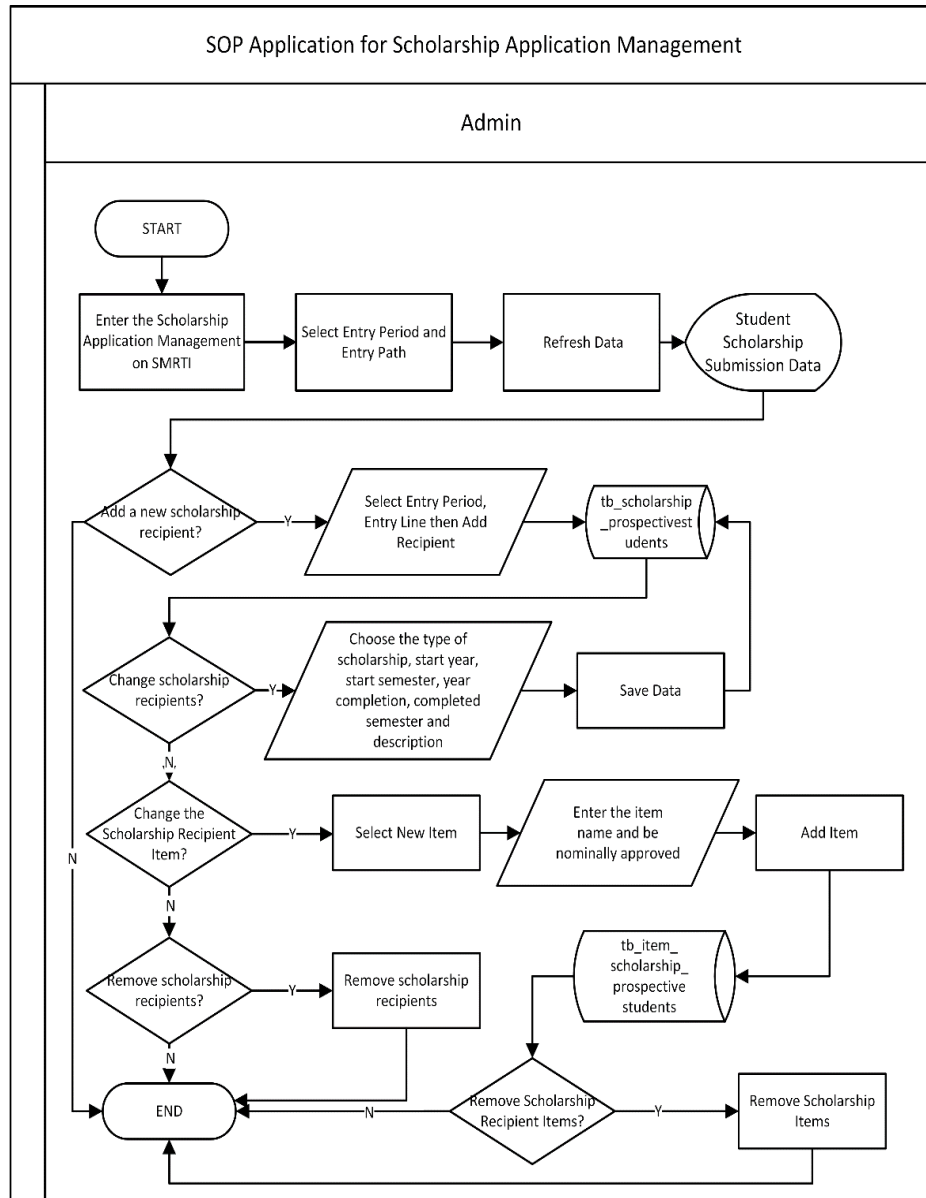 SOP Application for Scholarship Application Management
Admin
START
Enter the Scholarship
Application Management
on SMRTI
Select Entry Period and
Entry Path
Refresh Data
Student
Scholarship
Submission Data
Add a new scholarship
recipient?
Y
Select Entry Period,
Entry Line then Add
Recipient
tb_scholarship
_prospectivest
udents
Change scholarship
recipients?
Y
Choose the type of
scholarship, start year,
start semester, year
completion, completed
semester and
description
Save Data
N
Change the
Scholarship Recipient
Item?
Y
Select New Item
Enter the item
name and be
nominally approved
Add Item
N
N
tb_item_
scholarship_
prospective
students
Remove scholarship
recipients?
Y
Remove scholarship
recipients
N
END
N
Remove Scholarship
Recipient Items?
Y
Remove Scholarship
Items